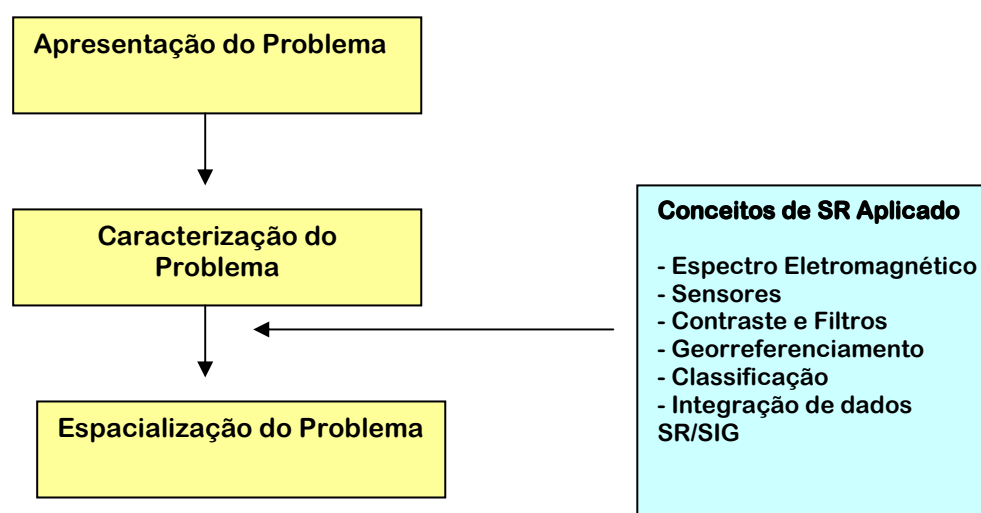 Apresentação do Problema
Caracterização do
Problema
Espacialização do Problema
Conceitos de SR Aplicado
- Espectro Eletromagnético
- Sensores
- Contraste e Filtros
- Georreferenciamento
- Classificação
- Integração de dados
SR/SIG